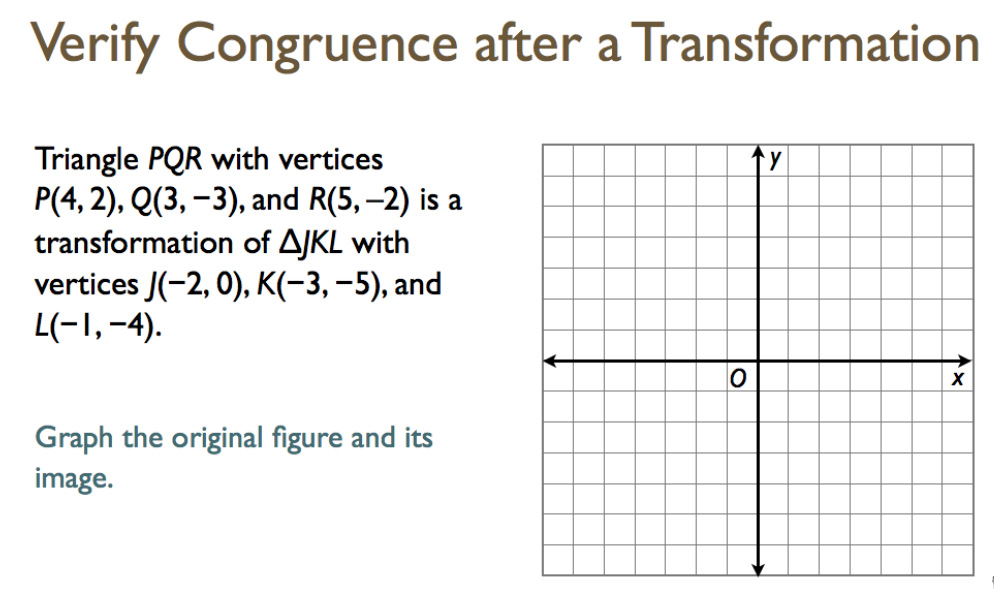 Verify Congruence after a Transformation
Triangle PQR with vertices
P(4, 2), Q(3, −3), and R(5, –2) is a
transformation of ΔJKL with
vertices J(−2, 0), K(−3, −5), and
L(−1, −4).
Graph the original figure and its
image.
y
O
x